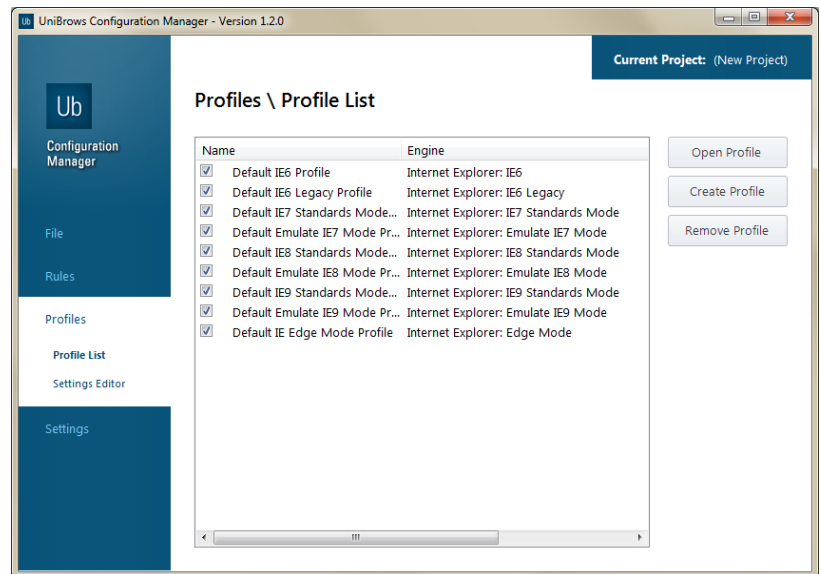 UniBrows Configuration Manager - Version 1.2.0
Current Project: (New Project)
Ub
Configuration
Manager
File
Rules
Profiles
Profile List
Settings Editor
Settings
Profiles \ Profile List
Name Engine
Default IE6 Profile Internet Explorer: IE6
Default IE6 Legacy Profile Internet Explorer: IE6 Legacy
Default IE7 Standards Mode... Internet Explorer: IE7 Standards Mode
Default Emulate IE7 Mode Pr... Internet Explorer: Emulate IE7 Mode
Default IE8 Standards Mode... Internet Explorer: IE8 Standards Mode
Default Emulate IE8 Mode Pr... Internet Explorer: Emulate IE8 Mode
Default IE9 Standards Mode... Internet Explorer: IE9 Standards Mode
Default Emulate IE9 Mode Pr... Internet Explorer: Emulate IE9 Mode
Default IE Edge Mode Profile Internet Explorer: Edge Mode
Open Profile
Create Profile
Remove Profile